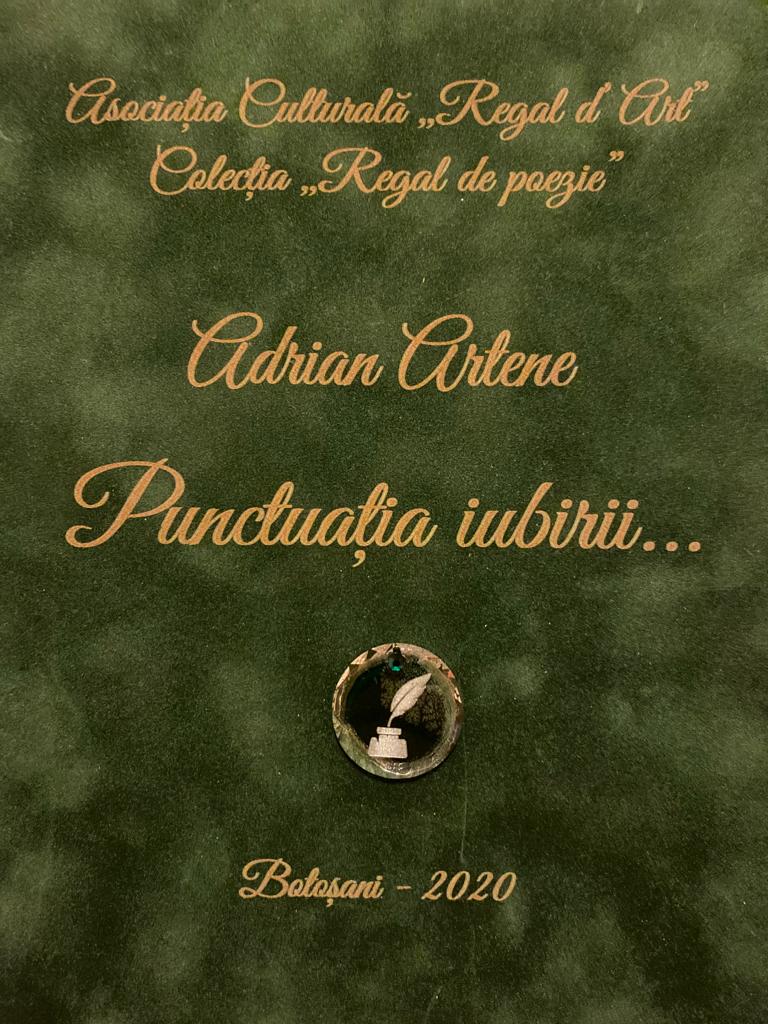 Asociația Culturală „Regal d' Art”
Colecția „Regal de poezie”
Adrian Artene
Punctuația iubirii...
Botoșani - 2020